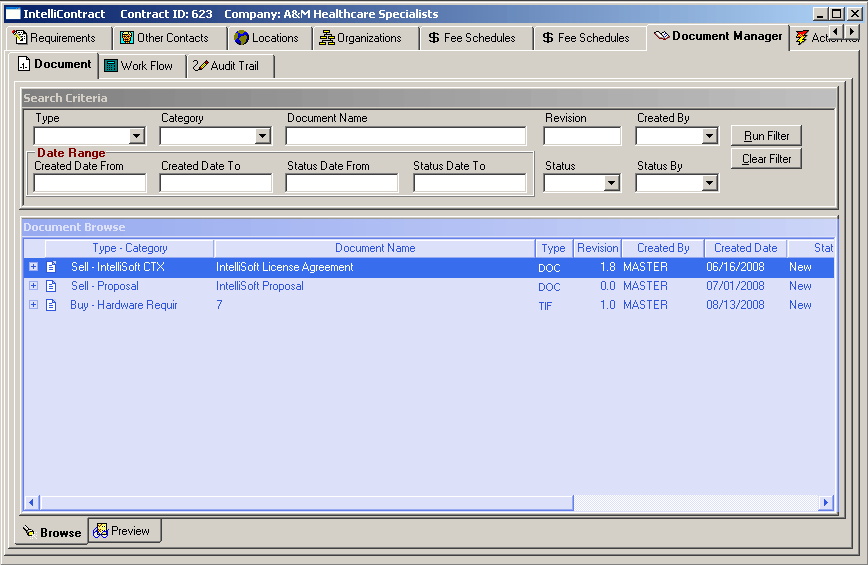 IntelliContract Contract ID: 623 Company: A&M Healthcare Specialists
Requirements Other Contacts Locations Organizations $ Fee Schedules $ Fee Schedules Document Manager
Document Work Flow Audit Trail
Search Criteria
Type Category Document Name Revision Created By
Run Filter
Date Range
Clear Filter
Created Date From Created Date To Status Date From Status Date To Status Status By
Document Browse
Type - Category Document Name Type Revision Created By Created Date Stat
Sell - IntelliSoft CTX IntelliSoft License Agreement DOC 1.8 MASTER 06/16/2008 New
Sell - Proposal IntelliSoft Proposal DOC 0.0 MASTER 07/01/2008 New
Buy - Hardware Requir 7 TIF 1.0 MASTER 08/13/2008 New
Browse Preview